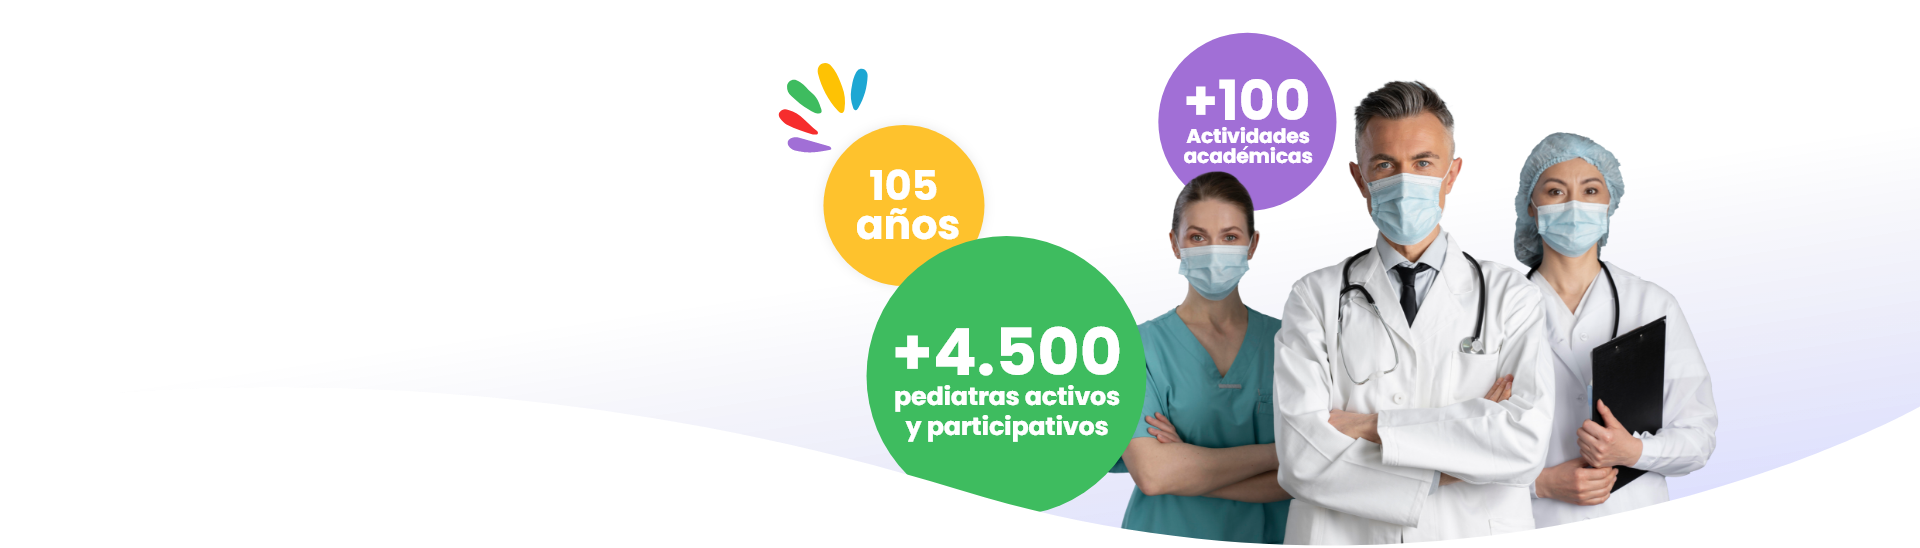 +100
Actividades
académicas
105
años
+4.500
pediatras activos
y participativos